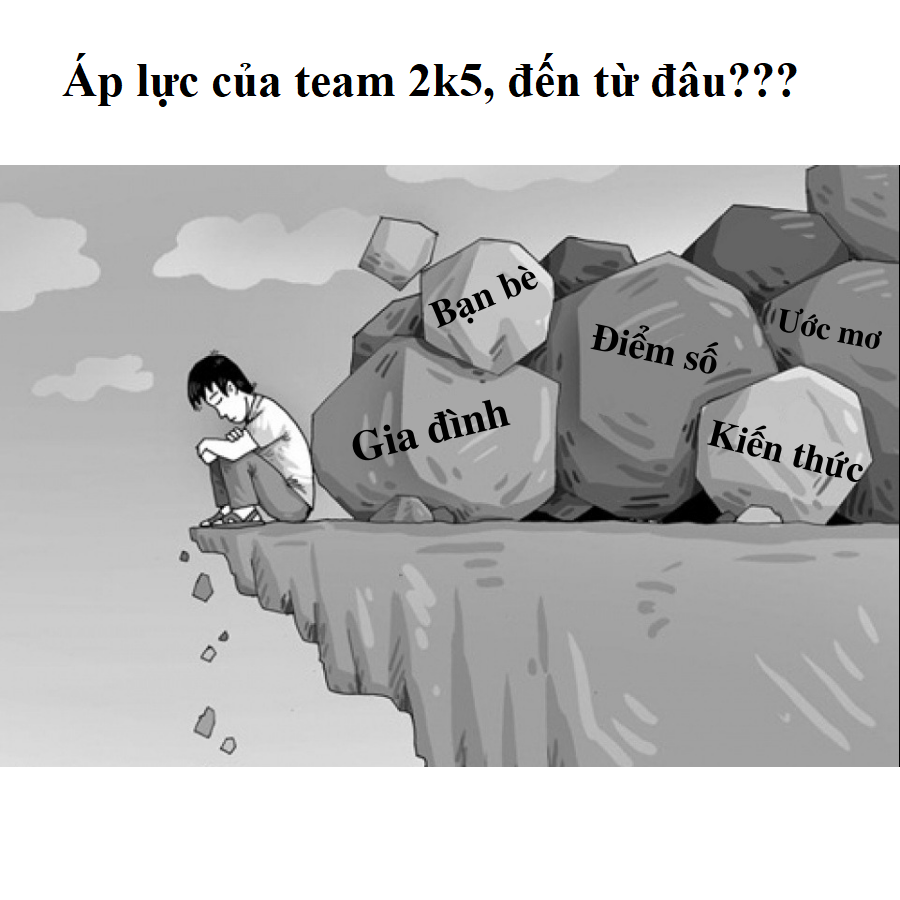 Áp lực của team 2k5, đến từ đâu???
Bạn bè
Điểm số
Ước mơ
Gia đình
Kiến thức